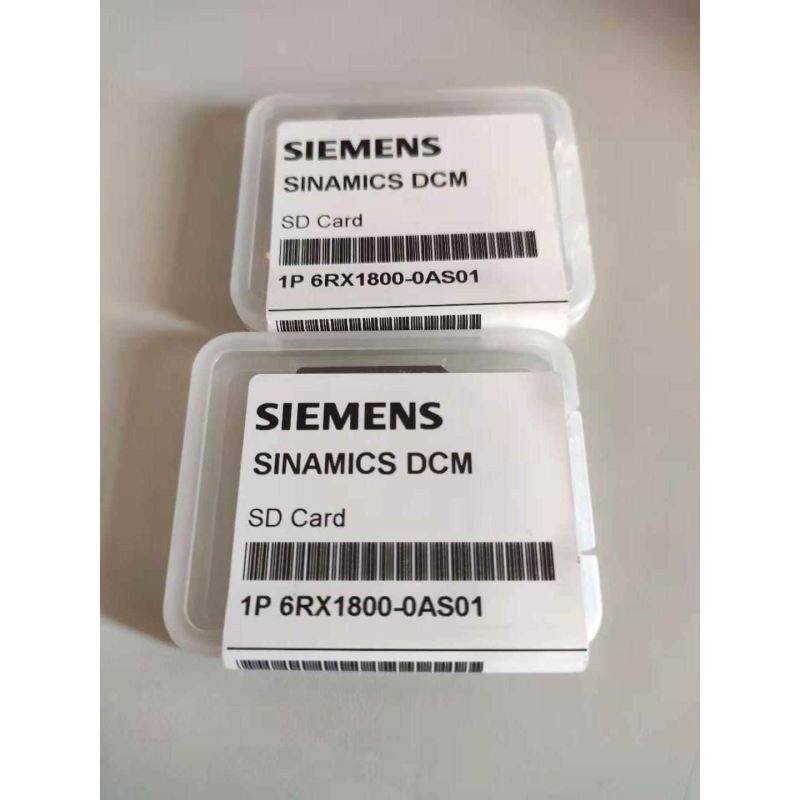 SIEMENS
SINAMICS DCM
SD Card
1P 6RX1800-0AS01
SIEMENS
SINAMICS DCM
SD Card
1P 6RX1800-0AS01